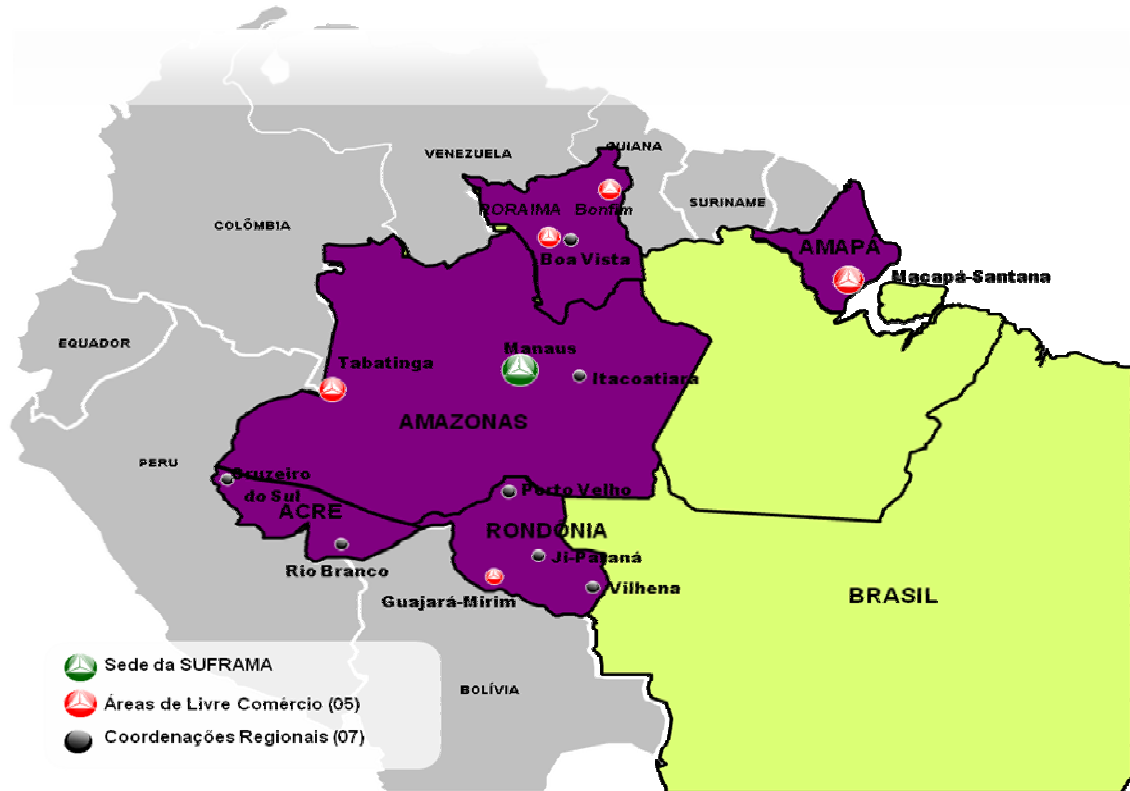 VENEZUELA
GUIANA
SURINAME
COLÔMBIA
RORAIMA
Bonfim
AMAPÁ
Boa Vista
Macapá-Santana
EQUADOR
Manaus
Tabatinga
Itacoatiara
AMAZONAS
PERU
Cruzeiro
do Sul
Porto Velho
ACRE
RONDÔNIA
Ji-Paraná
Rio Branco
Vilhena
Guajará-Mirim
BRASIL
BOLÍVIA
Sede da SUFRAMA
Áreas de Livre Comércio (05)
Coordenações Regionais (07)